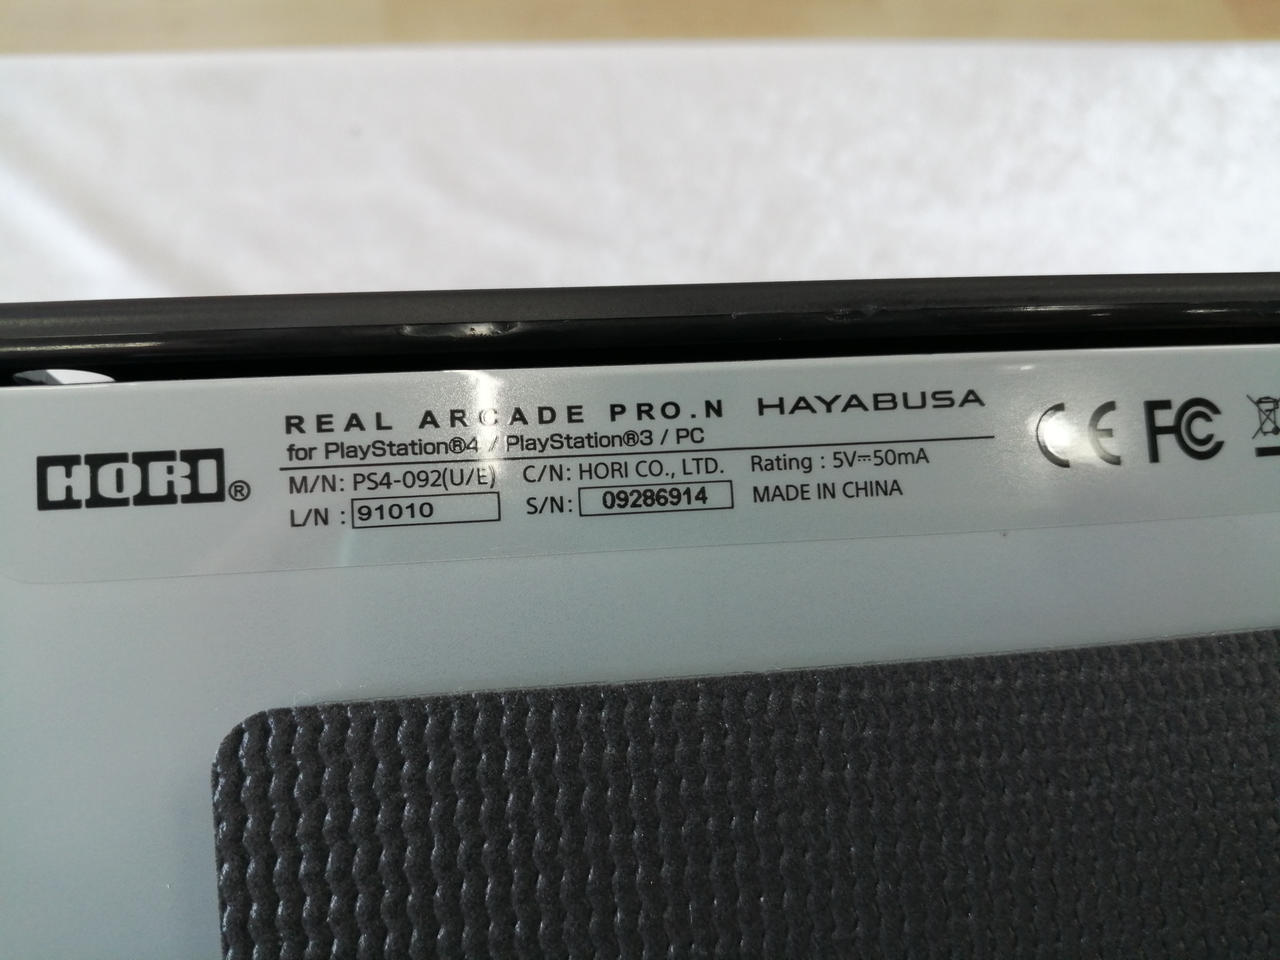 HORI®
REAL ARCADE PRO.N HAYABUSA
for PlayStation®4 / PlayStation®3 / PC
M/N: PS4-092(U/E) C/N: HORI CO., LTD. Rating : 5V⎓50mA
L/N : 91010 S/N: 09286914 MADE IN CHINA
CE FC